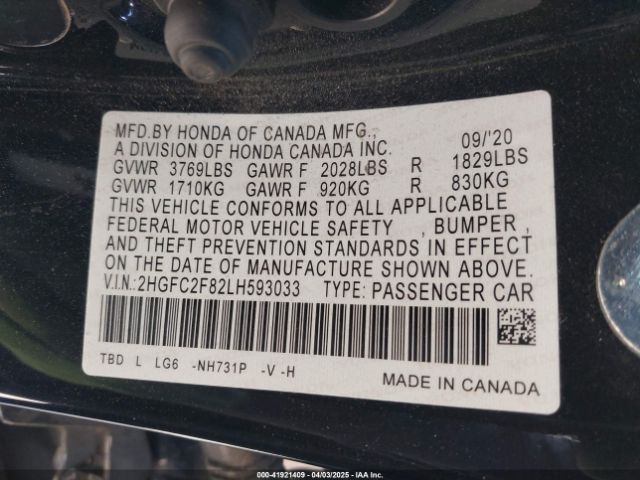 MFD.BY HONDA OF CANADA MFG.,
A DIVISION OF HONDA CANADA INC. 09/'20
GVWR 3769LBS GAWR F 2028LBS R 1829LBS
GVWR 1710KG GAWR F 920KG R 830KG
THIS VEHICLE CONFORMS TO ALL APPLICABLE
FEDERAL MOTOR VEHICLE SAFETY , BUMPER ,
AND THEFT PREVENTION STANDARDS IN EFFECT
ON THE DATE OF MANUFACTURE SHOWN ABOVE.
V.I.N.:2HGFC2F82LH593033 TYPE: PASSENGER CAR
TBD L LG6 -NH731P -V -H
MADE IN CANADA
000-41921409 | 04/03/2025 | IAA Inc.